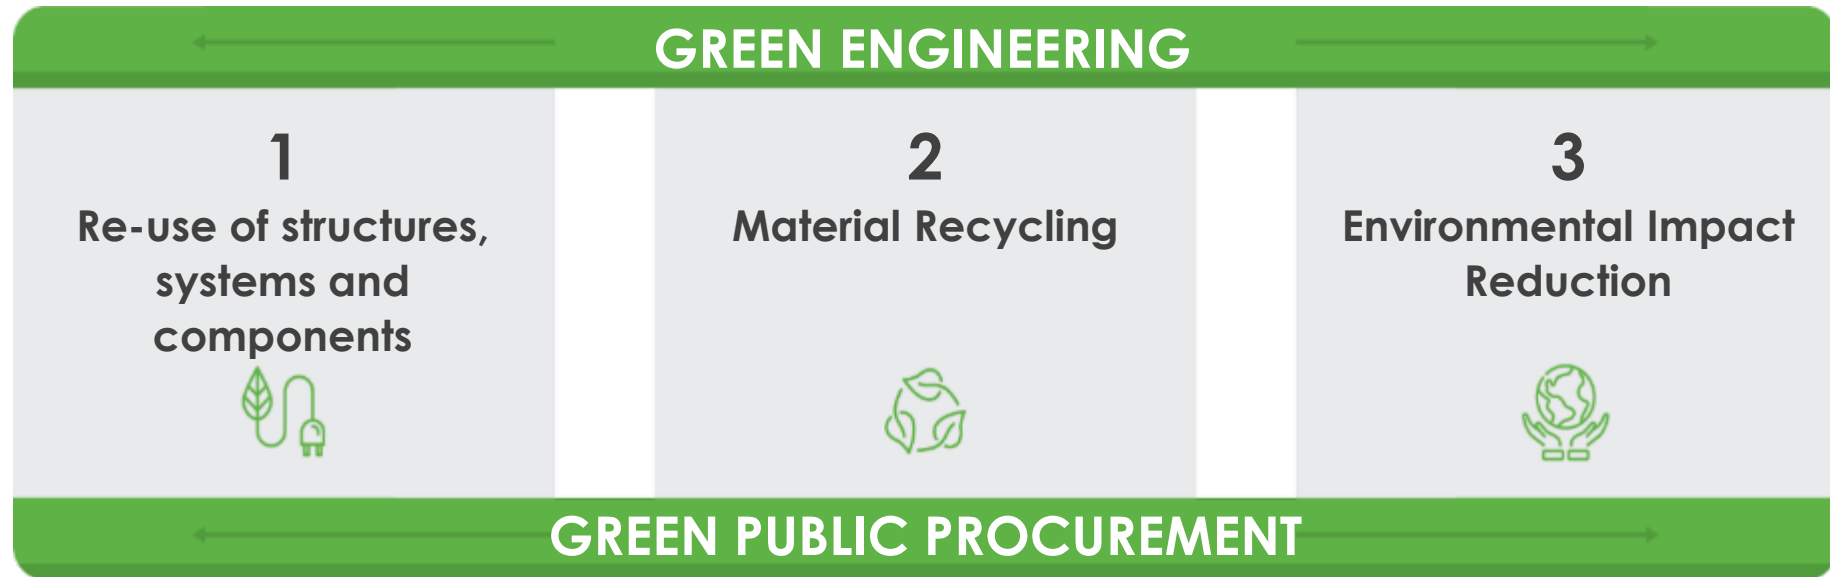 GREEN ENGINEERING
1
Re-use of structures,
systems and
components
2
Material Recycling
3
Environmental Impact
Reduction
GREEN PUBLIC PROCUREMENT